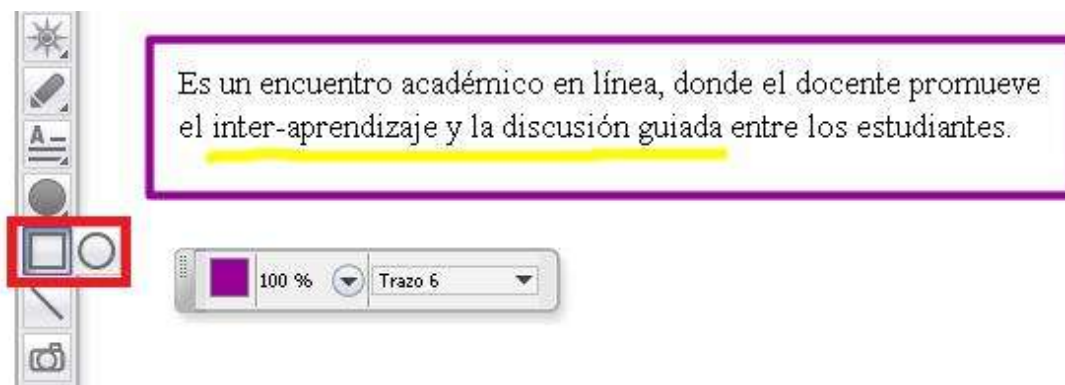 Es un encuentro académico en línea, donde el docente promueve
el inter-aprendizaje y la discusión guiada entre los estudiantes.
A
100 % Trazo 6